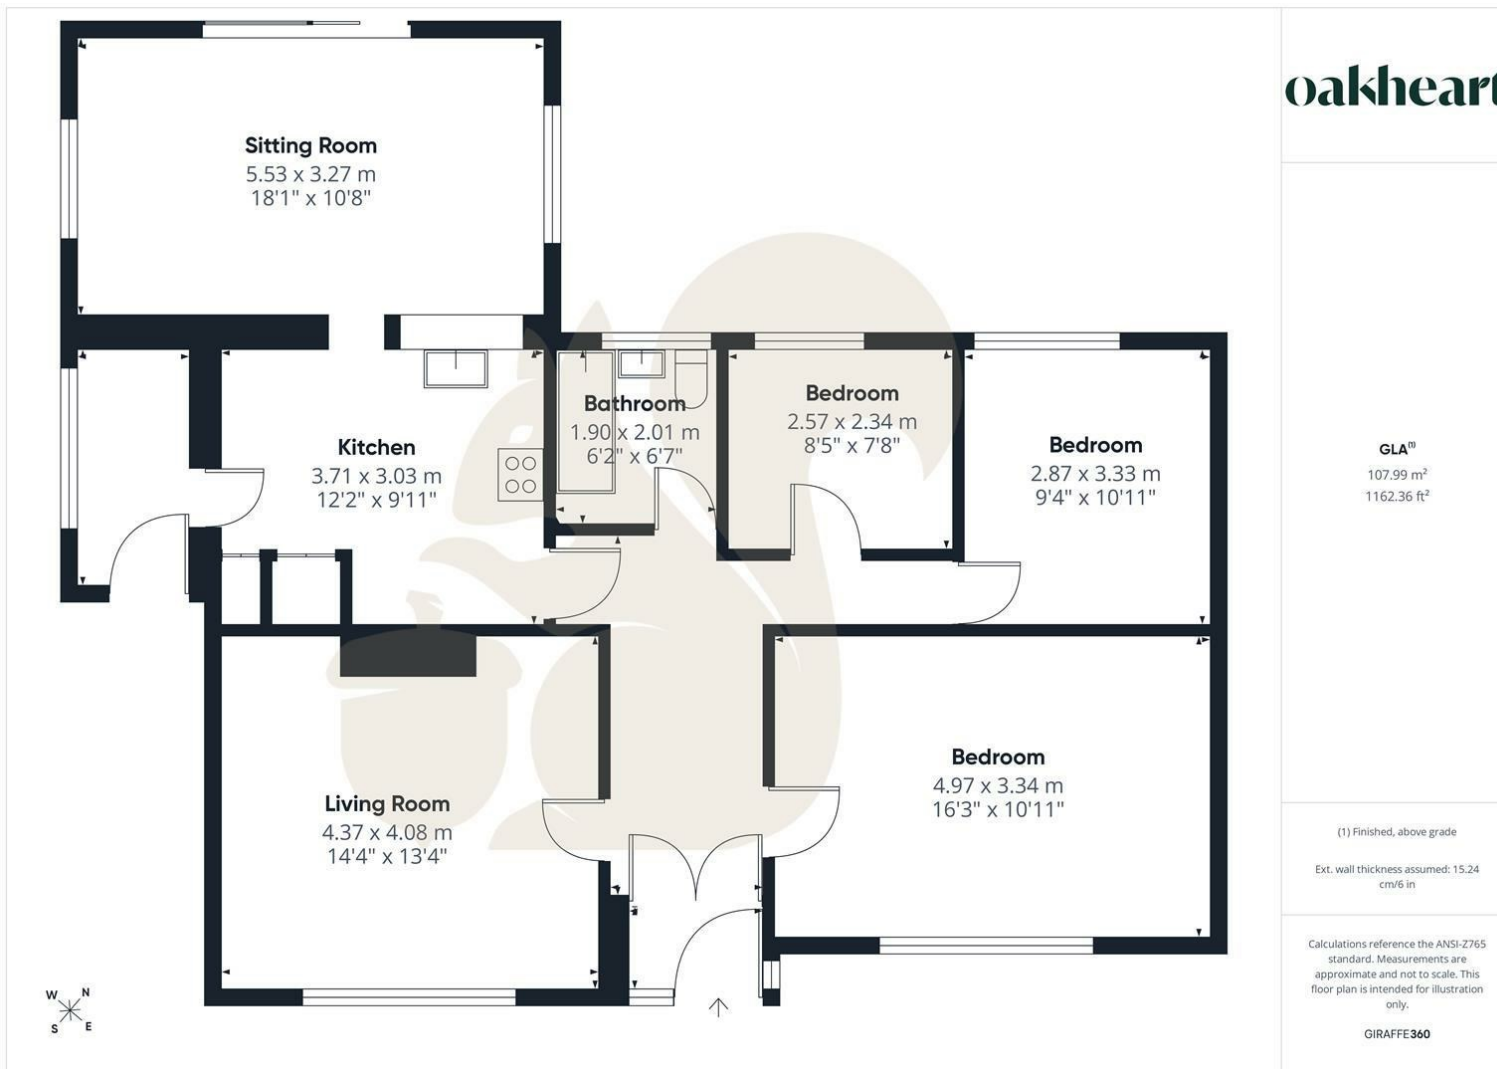 Sitting Room
5.53 x 3.27 m
18'1" x 10'8"
Kitchen
3.71 x 3.03 m
12'2" x 9'11"
Bathroom
1.90 x 2.01 m
6'2" x 6'7"
Bedroom
2.57 x 2.34 m
8'5" x 7'8"
Bedroom
2.87 x 3.33 m
9'4" x 10'11"
Living Room
4.37 x 4.08 m
14'4" x 13'4"
Bedroom
4.97 x 3.34 m
16'3" x 10'11"
W N
S E
oakheart
GLA(1)
107.99 m²
1162.36 ft²
(1) Finished, above grade
Ext. wall thickness assumed: 15.24
cm/6 in
Calculations reference the ANSI-Z765
standard. Measurements are
approximate and not to scale. This
floor plan is intended for illustration
only.
GIRAFFE360